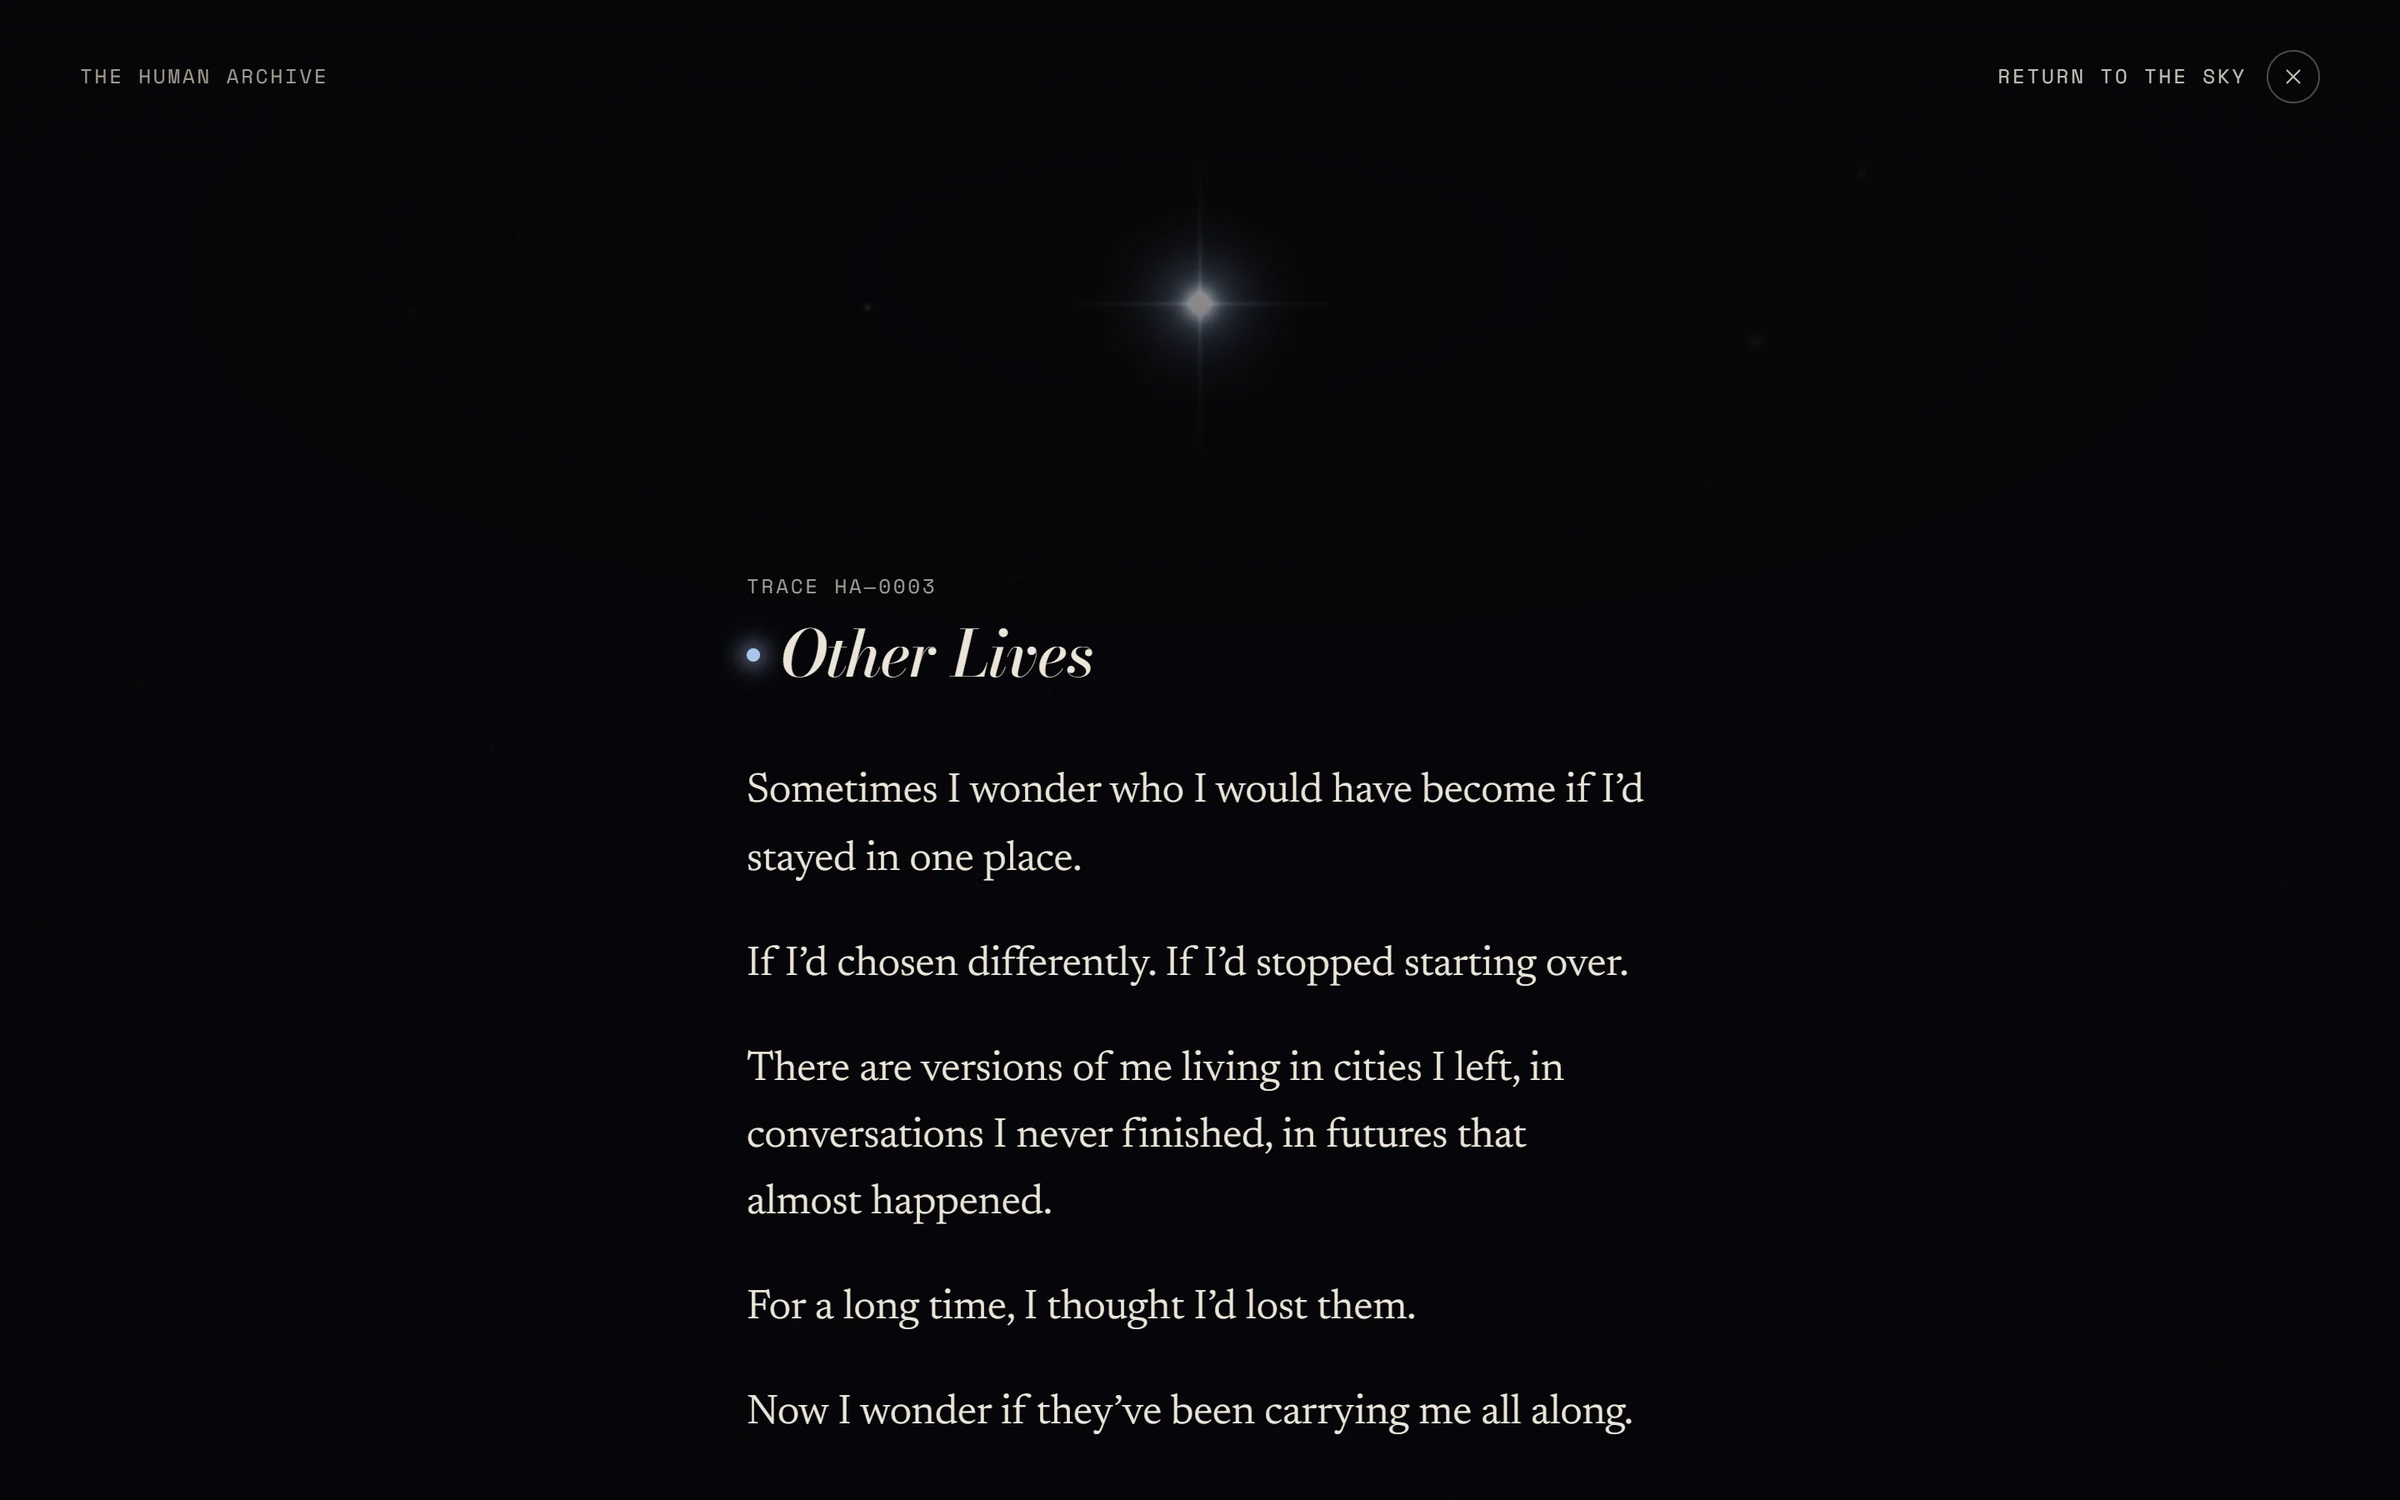 THE HUMAN ARCHIVE
RETURN TO THE SKY
TRACE HA—0003
Other Lives
Sometimes I wonder who I would have become if I’d
stayed in one place.
If I’d chosen differently. If I’d stopped starting over.
There are versions of me living in cities I left, in
conversations I never finished, in futures that
almost happened.
For a long time, I thought I’d lost them.
Now I wonder if they’ve been carrying me all along.